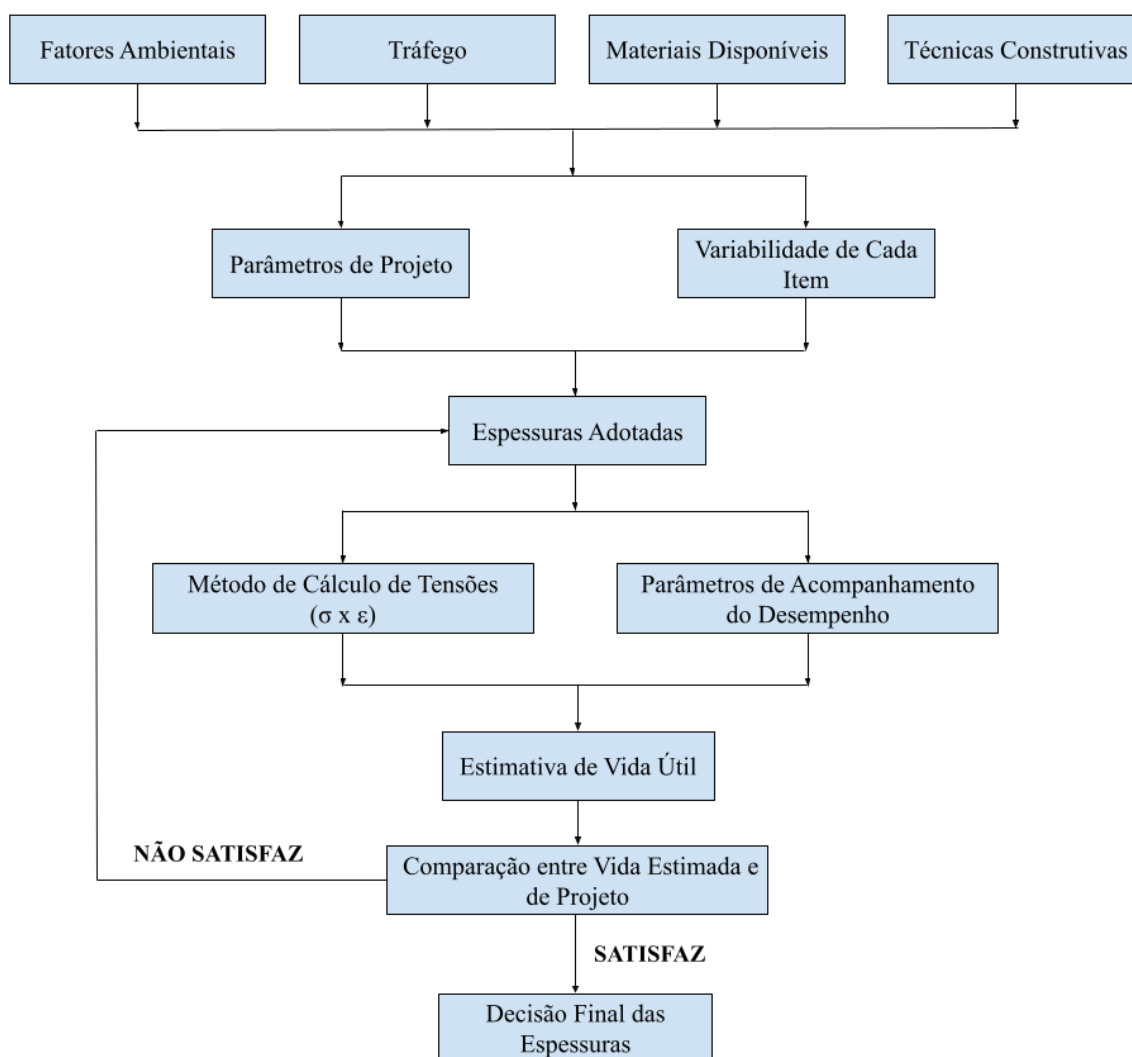 Fatores Ambientais
Tráfego
Materiais Disponíveis
Técnicas Construtivas
Parâmetros de Projeto
Variabilidade de Cada
Item
Espessuras Adotadas
Método de Cálculo de Tensões
(σ x ε)
Parâmetros de Acompanhamento
do Desempenho
Estimativa de Vida Útil
NÃO SATISFAZ
Comparação entre Vida Estimada e
de Projeto
SATISFAZ
Decisão Final das
Espessuras